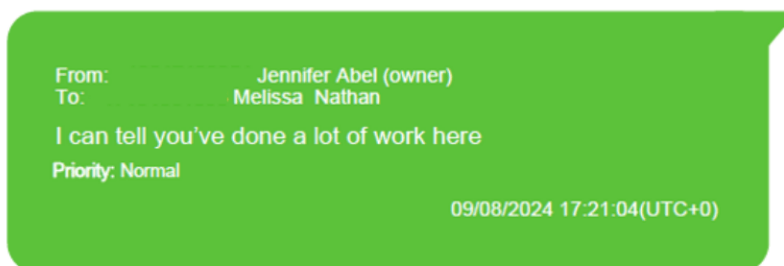 From: Jennifer Abel (owner)
To: Melissa Nathan
I can tell you've done a lot of work here
Priority: Normal
09/08/2024 17:21:04(UTC+0)